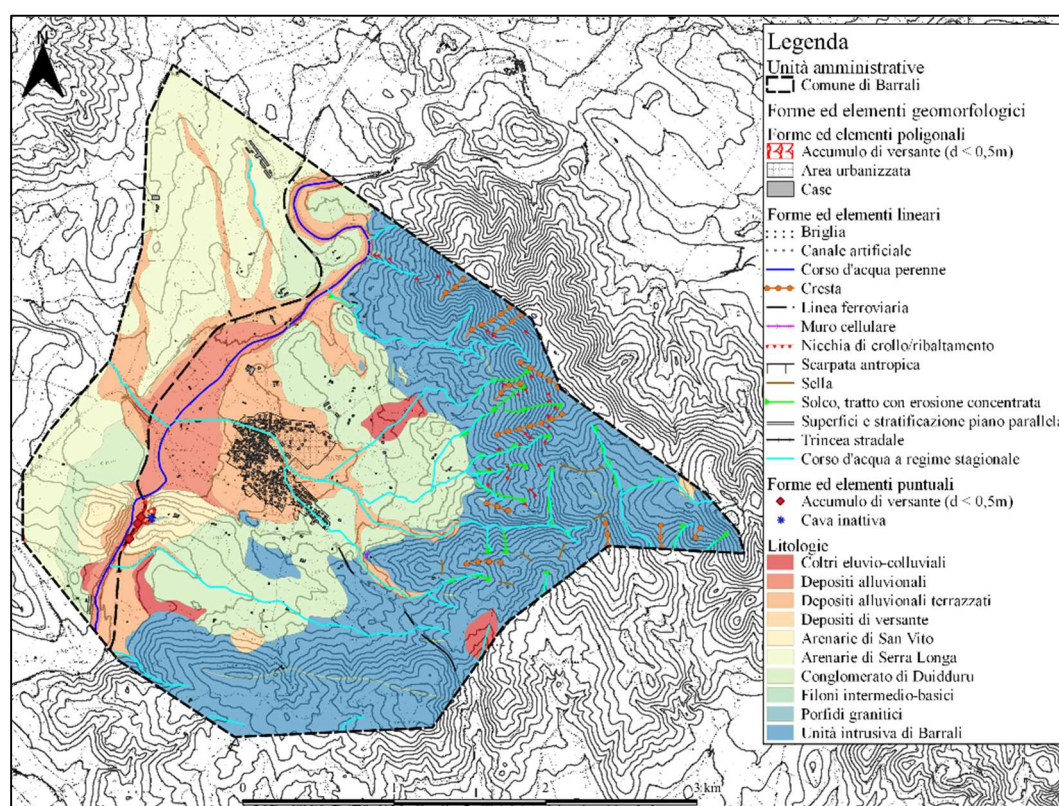 N
Legenda
Unità amministrative
Comune di Barrali
Forme ed elementi geomorfologici
Forme ed elementi poligonali
Accumulo di versante (d < 0,5m)
Area urbanizzata
Case
Forme ed elementi lineari
Briglia
Canale artificiale
Corso d'acqua perenne
Cresta
Linea ferroviaria
Muro cellulare
Nicchia di crollo/ribaltamento
Scarpata antropica
Sella
Solco, tratto con erosione concentrata
Superfici e stratificazione piano parallela
Trincea stradale
Corso d'acqua a regime stagionale
Forme ed elementi puntuali
Accumulo di versante (d < 0,5m)
Cava inattiva
Litologie
Coltri eluvio-colluviali
Depositi alluvionali
Depositi alluvionali terrazzati
Depositi di versante
Arenarie di San Vito
Arenarie di Serra Longa
Conglomerato di Duidduru
Filoni intermedio-basici
Porfidi granitici
Unità intrusiva di Barrali
0 1 2 3 km